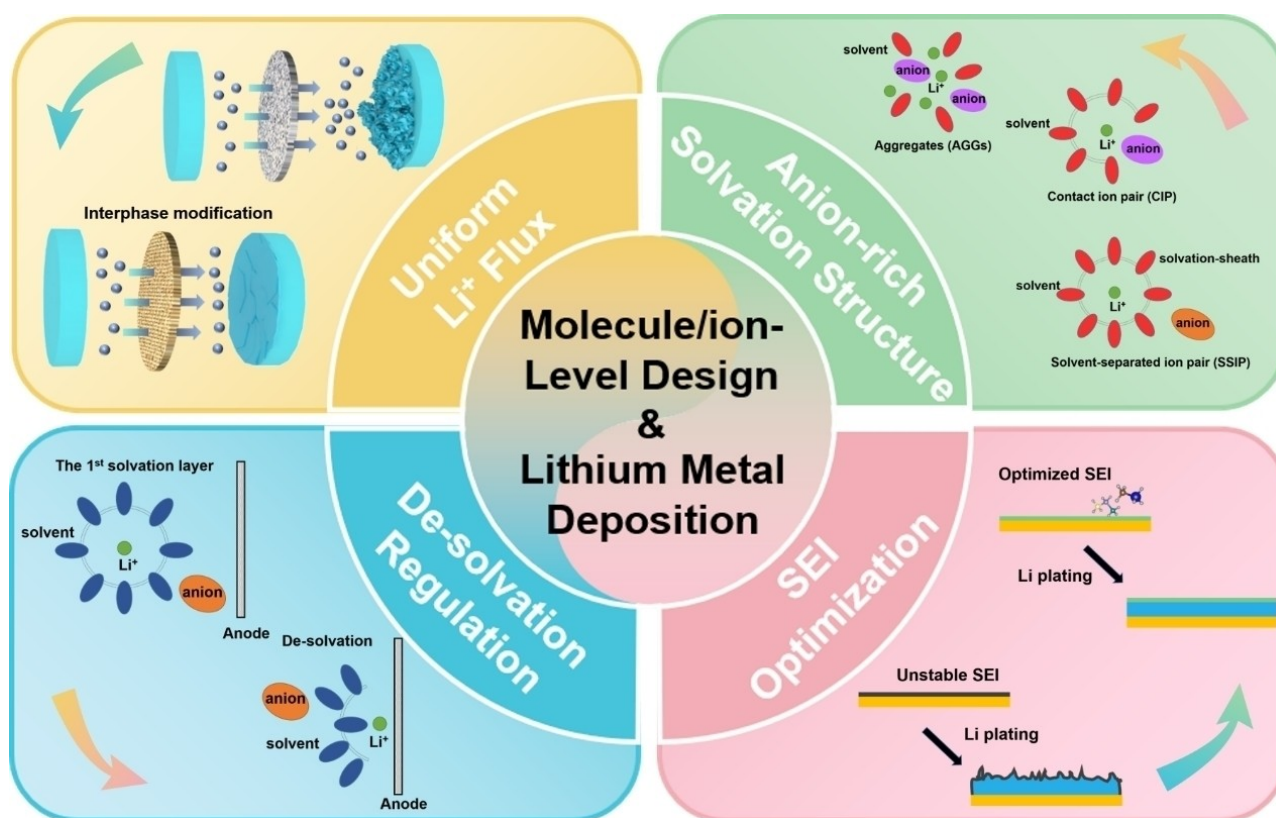 Interphase modification
Uniform
Li⁺ Flux
solvent
anion
Li⁺
anion
Aggregates (AGGs)
solvent
Li⁺
anion
Contact ion pair (CIP)
solvation-sheath
solvent
Li⁺
anion
Solvent-separated ion pair (SSIP)
Anion-rich
Solvation Structure
Molecule/ion-
Level Design
&
Lithium Metal
Deposition
The 1st solvation layer
solvent
Li⁺
anion
Anode
De-solvation
anion
solvent
Li⁺
Anode
De-solvation
Regulation
Optimized SEI
Li plating
Unstable SEI
Li plating
SEI
Optimization